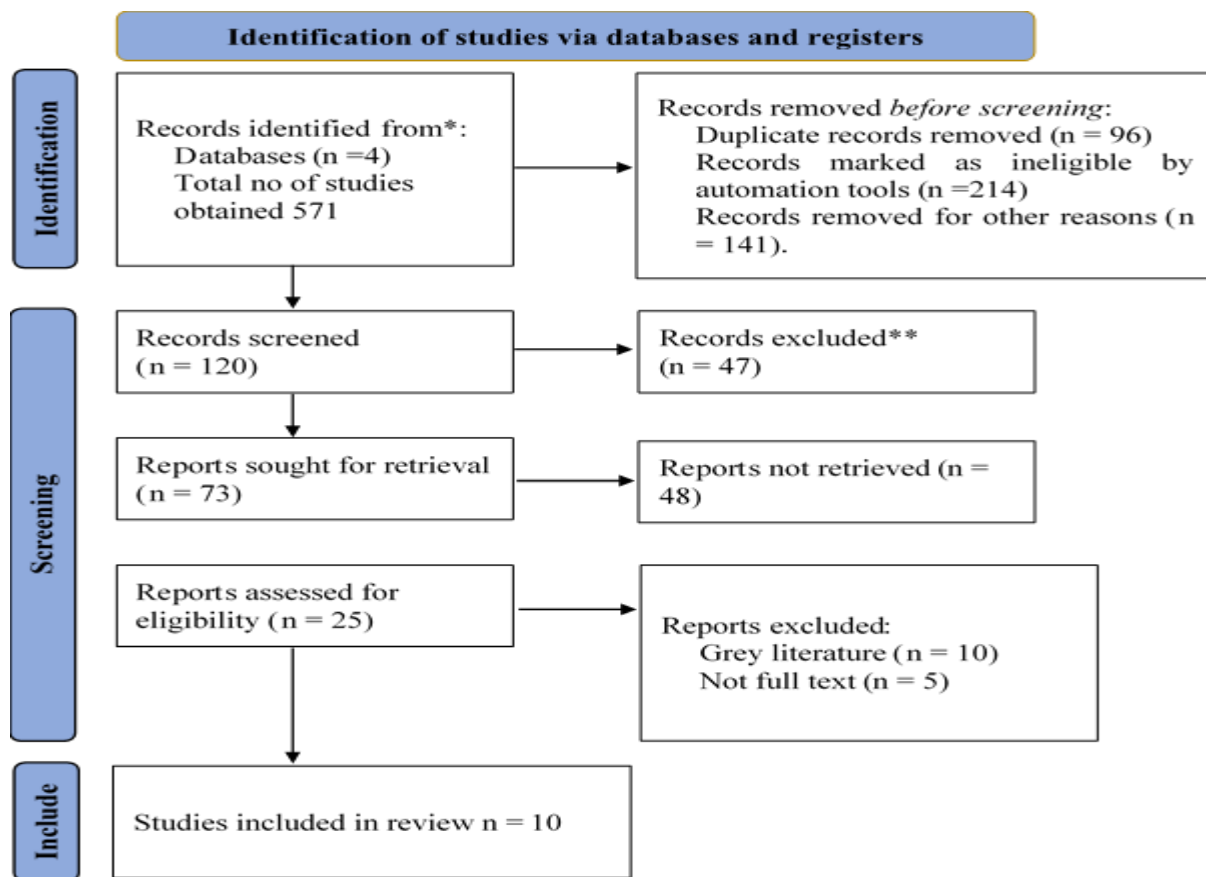 Identification of studies via databases and registers
Identification
Records identified from*:
Databases (n =4)
Total no of studies
obtained 571
Records removed before screening:
Duplicate records removed (n = 96)
Records marked as ineligible by
automation tools (n =214)
Records removed for other reasons (n
= 141).
Screening
Records screened
(n = 120)
Records excluded**
(n = 47)
Reports sought for retrieval
(n = 73)
Reports not retrieved (n =
48)
Reports assessed for
eligibility (n = 25)
Reports excluded:
Grey literature (n = 10)
Not full text (n = 5)
Include
Studies included in review n = 10